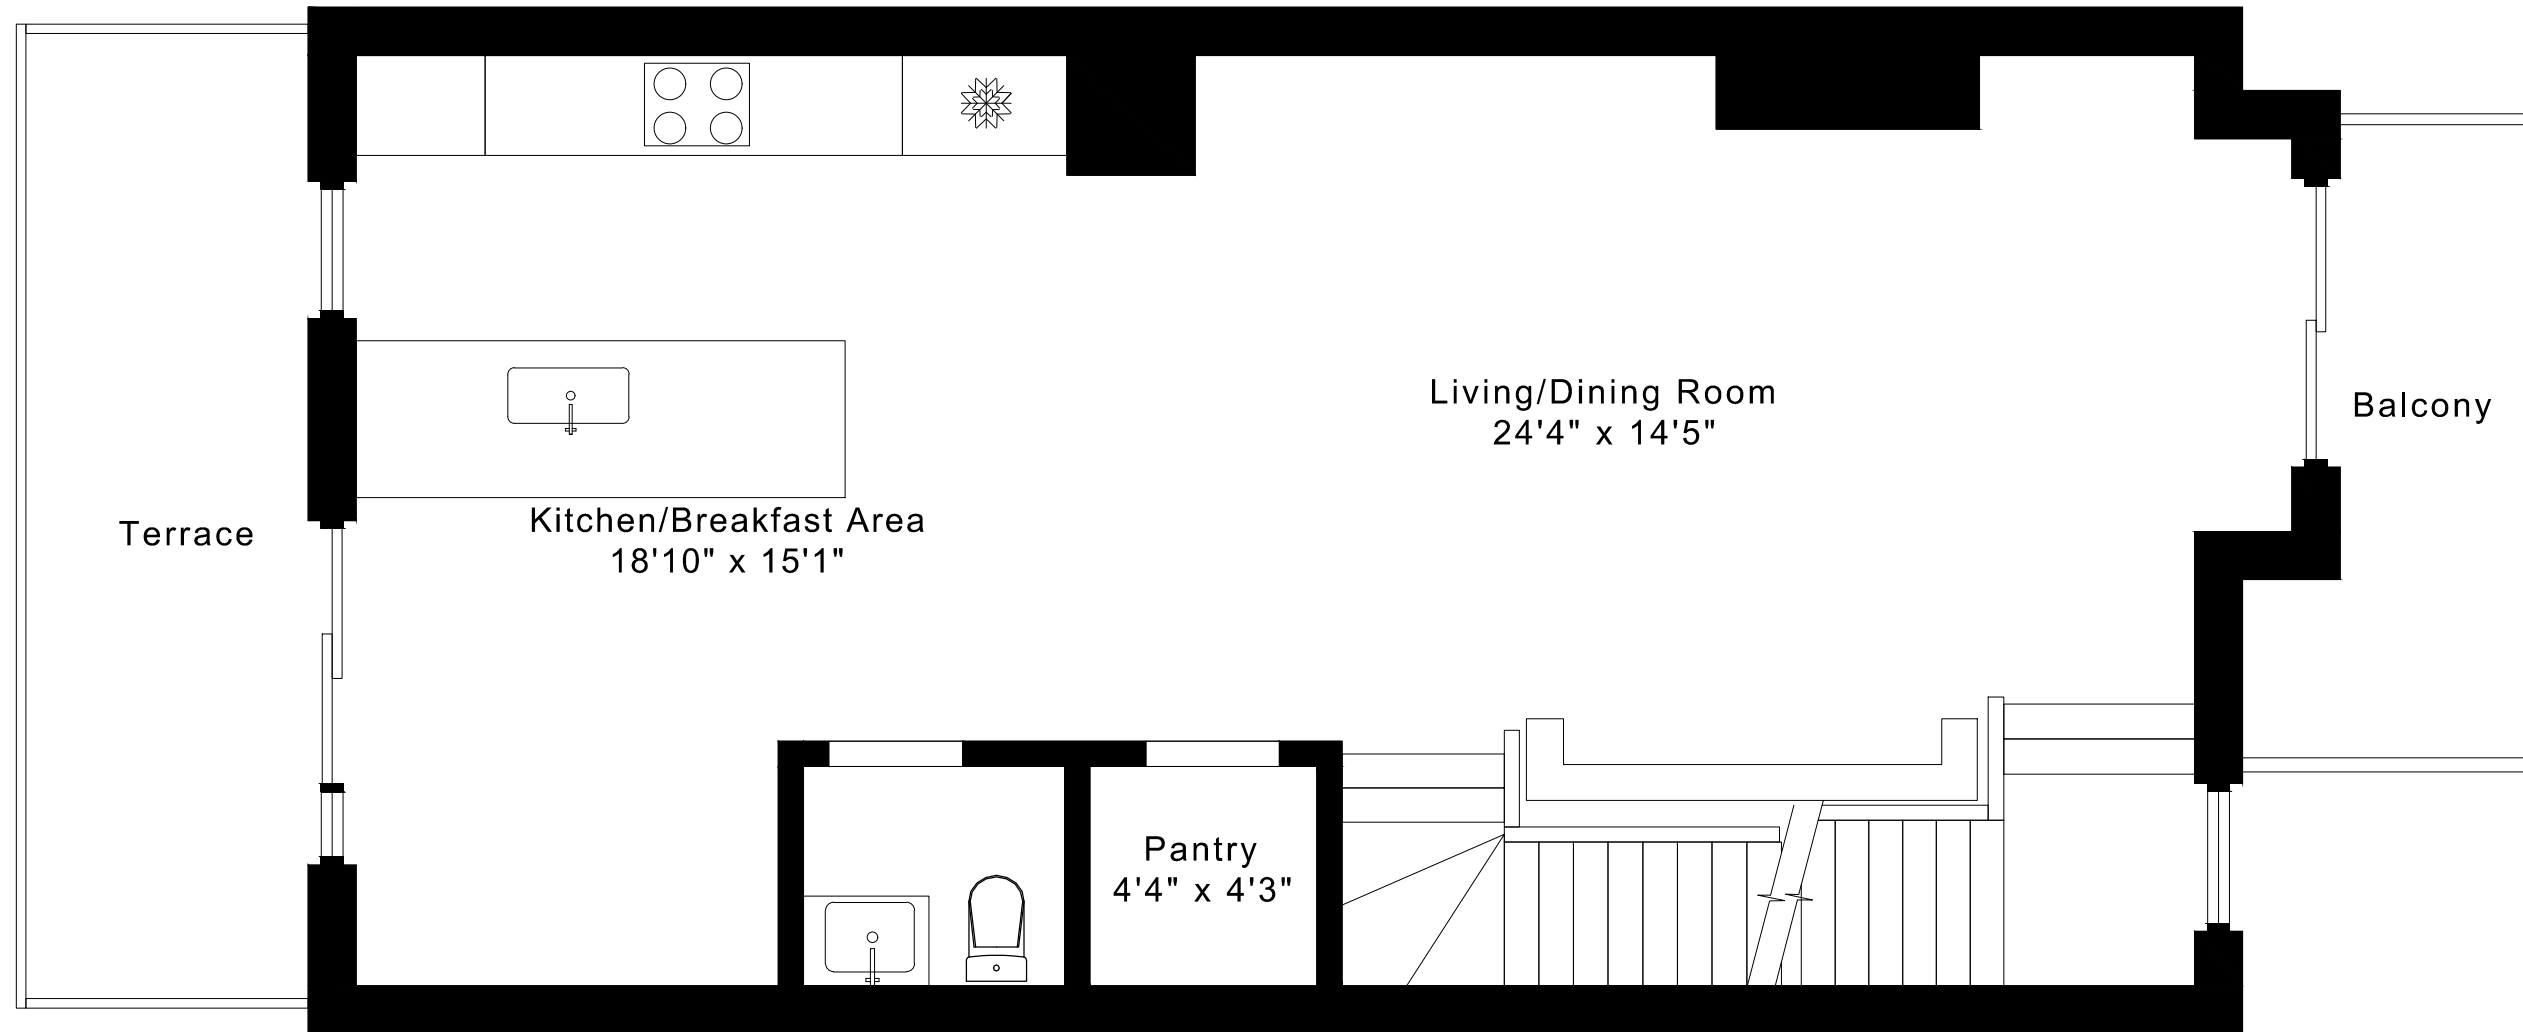 Living/Dining Room
24'4" x 14'5"
Balcony
Kitchen/Breakfast Area
18'10" x 15'1"
Terrace
Pantry
4'4" x 4'3"